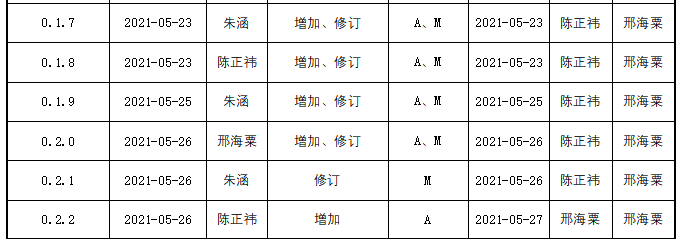 0.1.7 2021-05-23 朱涵 增加、修订 A、M 2021-05-23 陈正祎 邢海粟
0.1.8 2021-05-23 陈正祎 增加、修订 A、M 2021-05-23 陈正祎 邢海粟
0.1.9 2021-05-25 朱涵 增加、修订 A、M 2021-05-25 陈正祎 邢海粟
0.2.0 2021-05-26 邢海粟 增加、修订 A、M 2021-05-26 陈正祎 邢海粟
0.2.1 2021-05-26 朱涵 修订 M 2021-05-26 陈正祎 邢海粟
0.2.2 2021-05-26 陈正祎 增加 A 2021-05-27 邢海粟 邢海粟